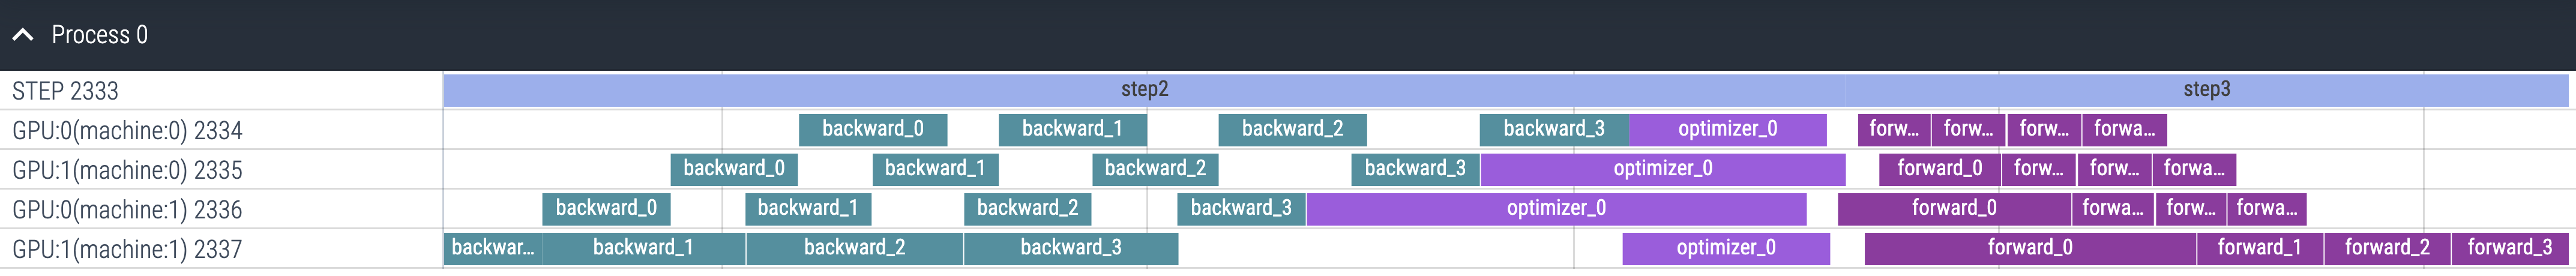 Process 0
STEP 2333 step2 step3
GPU:0(machine:0) 2334 backward_0 backward_1 backward_2 backward_3 optimizer_0 forw... forw... forw... forwa...
GPU:1(machine:0) 2335 backward_0 backward_1 backward_2 backward_3 optimizer_0 forward_0 forw... forw... forwa...
GPU:0(machine:1) 2336 backward_0 backward_1 backward_2 backward_3 optimizer_0 forward_0 forwa... forw... forwa...
GPU:1(machine:1) 2337 backwar... backward_1 backward_2 backward_3 optimizer_0 forward_0 forward_1 forward_2 forward_3